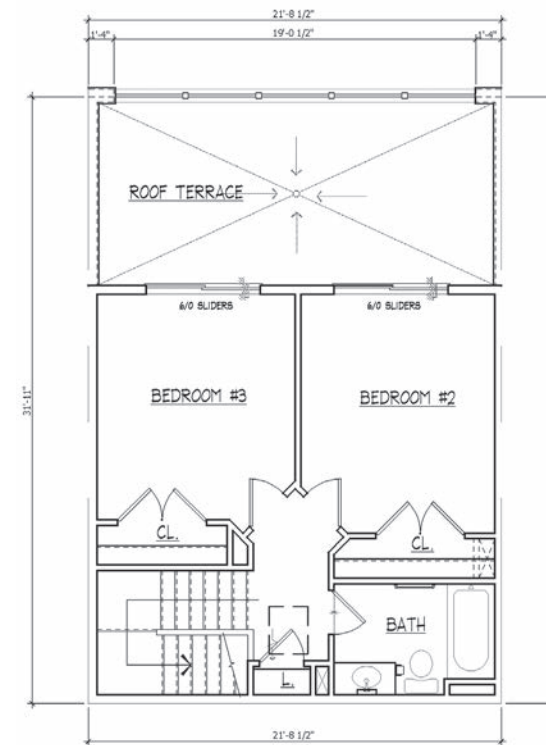 21'-8 1/2"
1'-4" 19'-0 1/2" 1'-4"
ROOF TERRACE
6/0 SLIDERS 6/0 SLIDERS
31'-11"
BEDROOM #3 BEDROOM #2
CL. CL.
BATH
L.
21'-8 1/2"